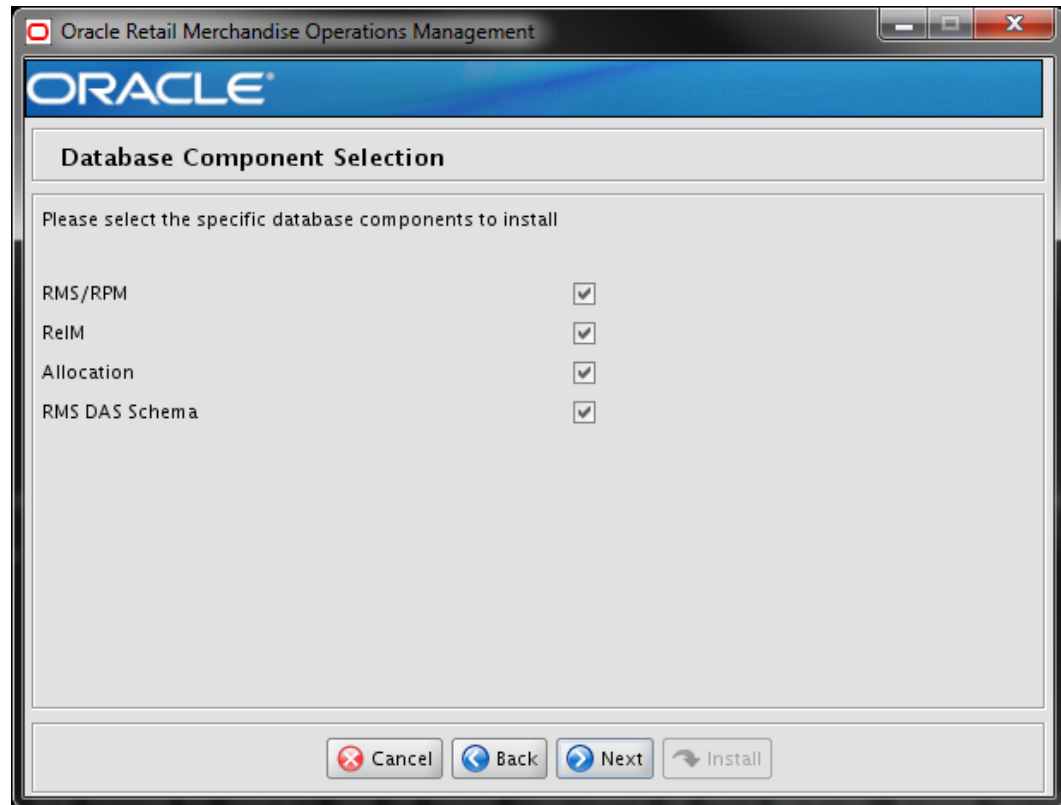 Oracle Retail Merchandise Operations Management
ORACLE®
Database Component Selection
Please select the specific database components to install
RMS/RPM
ReIM
Allocation
RMS DAS Schema
Cancel
Back
Next
Install